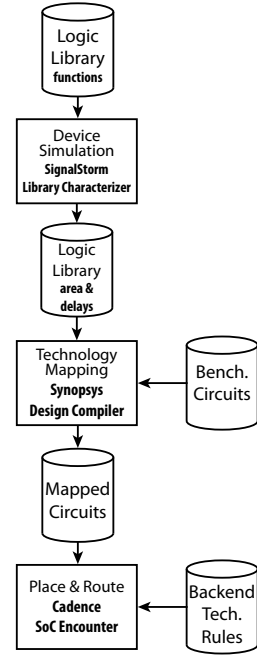 Logic
Library
functions
Device
Simulation
SignalStorm
Library Characterizer
Logic
Library
area &
delays
Technology
Mapping
Synopsys
Design Compiler
Bench.
Circuits
Mapped
Circuits
Place & Route
Cadence
SoC Encounter
Backend
Tech.
Rules